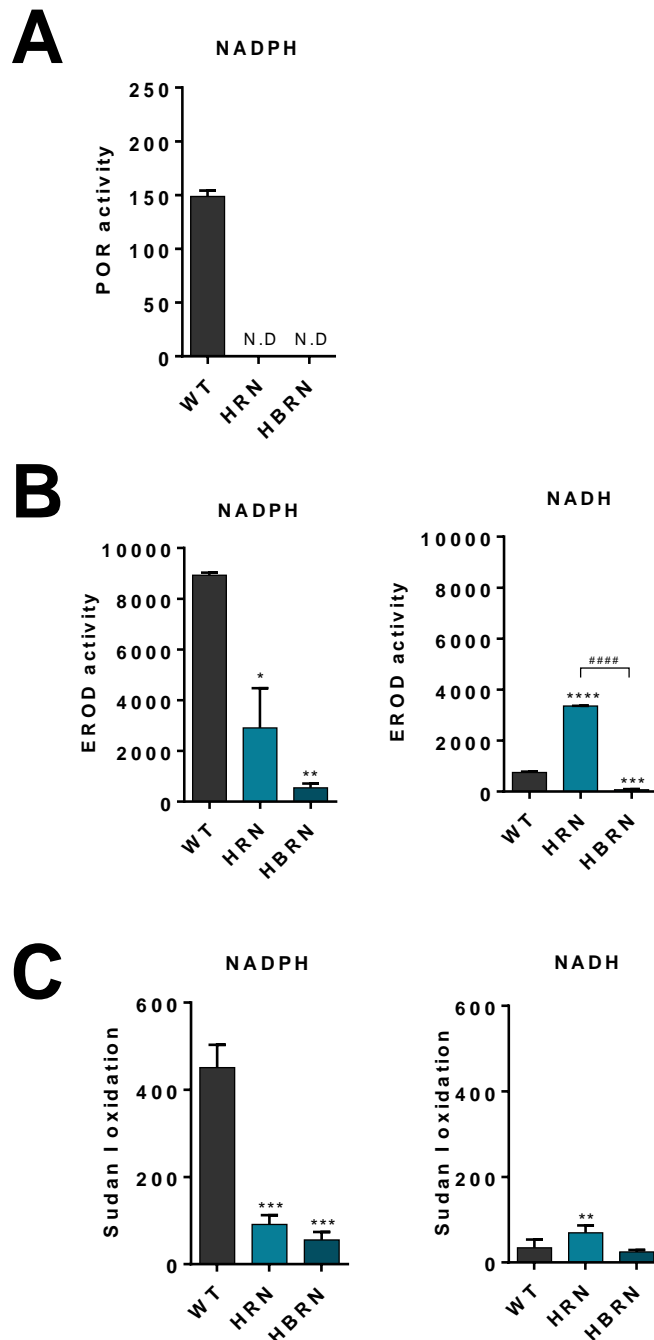 A
NADPH
POR activity
250
200
150
100
50
0
N.D N.D
WT HRN HBRN
B
NADPH
EROD activity
10000
8000
6000
4000
2000
0
*
**
WT HRN HBRN
NADH
EROD activity
10000
8000
6000
4000
2000
0
####
****
***
WT HRN HBRN
C
NADPH
Sudan I oxidation
600
400
200
0
*** ***
WT HRN HBRN
NADH
Sudan I oxidation
600
400
200
0
**
WT HRN HBRN